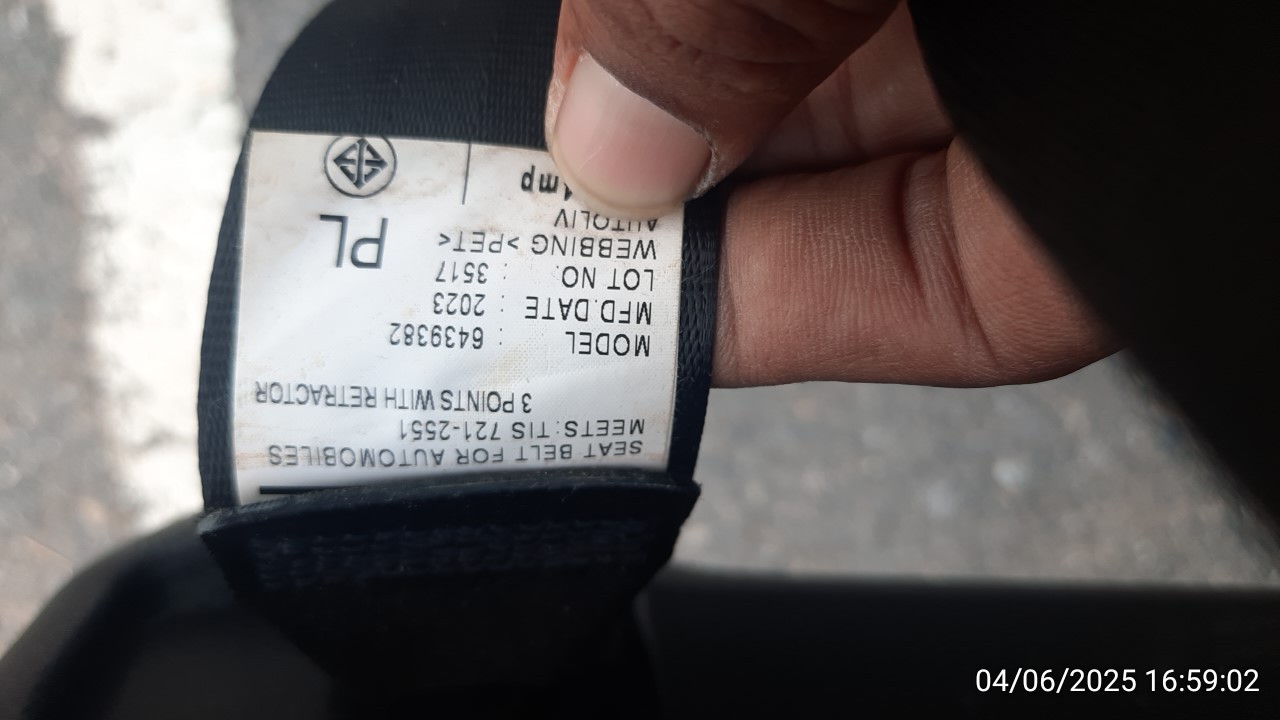 SEAT BELT FOR AUTOMOBILES
MEETS: TIS 721-2551
3 POINTS WITH RETRACTOR
MODEL : 6439382
MFD.DATE : 2023
LOT NO. : 3517
WEBBING >PET<
AUTOLIV
PL
04/06/2025 16:59:02